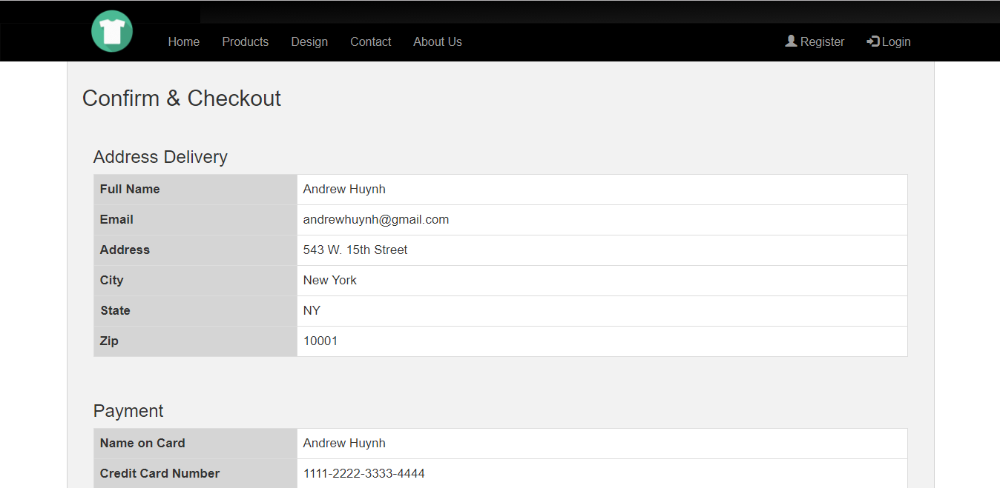 Home Products Design Contact About Us Register Login
Confirm & Checkout
Address Delivery
Full Name Andrew Huynh
Email andrewhuynh@gmail.com
Address 543 W. 15th Street
City New York
State NY
Zip 10001
Payment
Name on Card Andrew Huynh
Credit Card Number 1111-2222-3333-4444